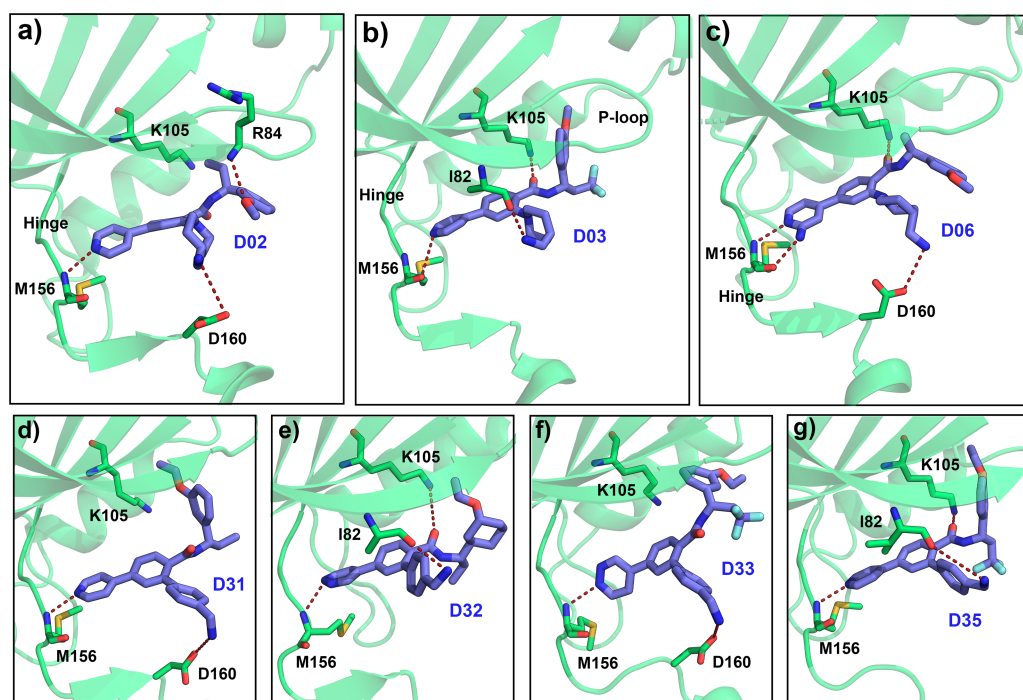 a)
K105
R84
Hinge
D02
M156
D160
b)
K105
P-loop
I82
Hinge
D03
M156
c)
K105
D06
M156
Hinge
D160
d)
K105
D31
M156
D160
e)
K105
I82
D32
M156
f)
K105
D33
M156
D160
g)
K105
I82
D35
M156